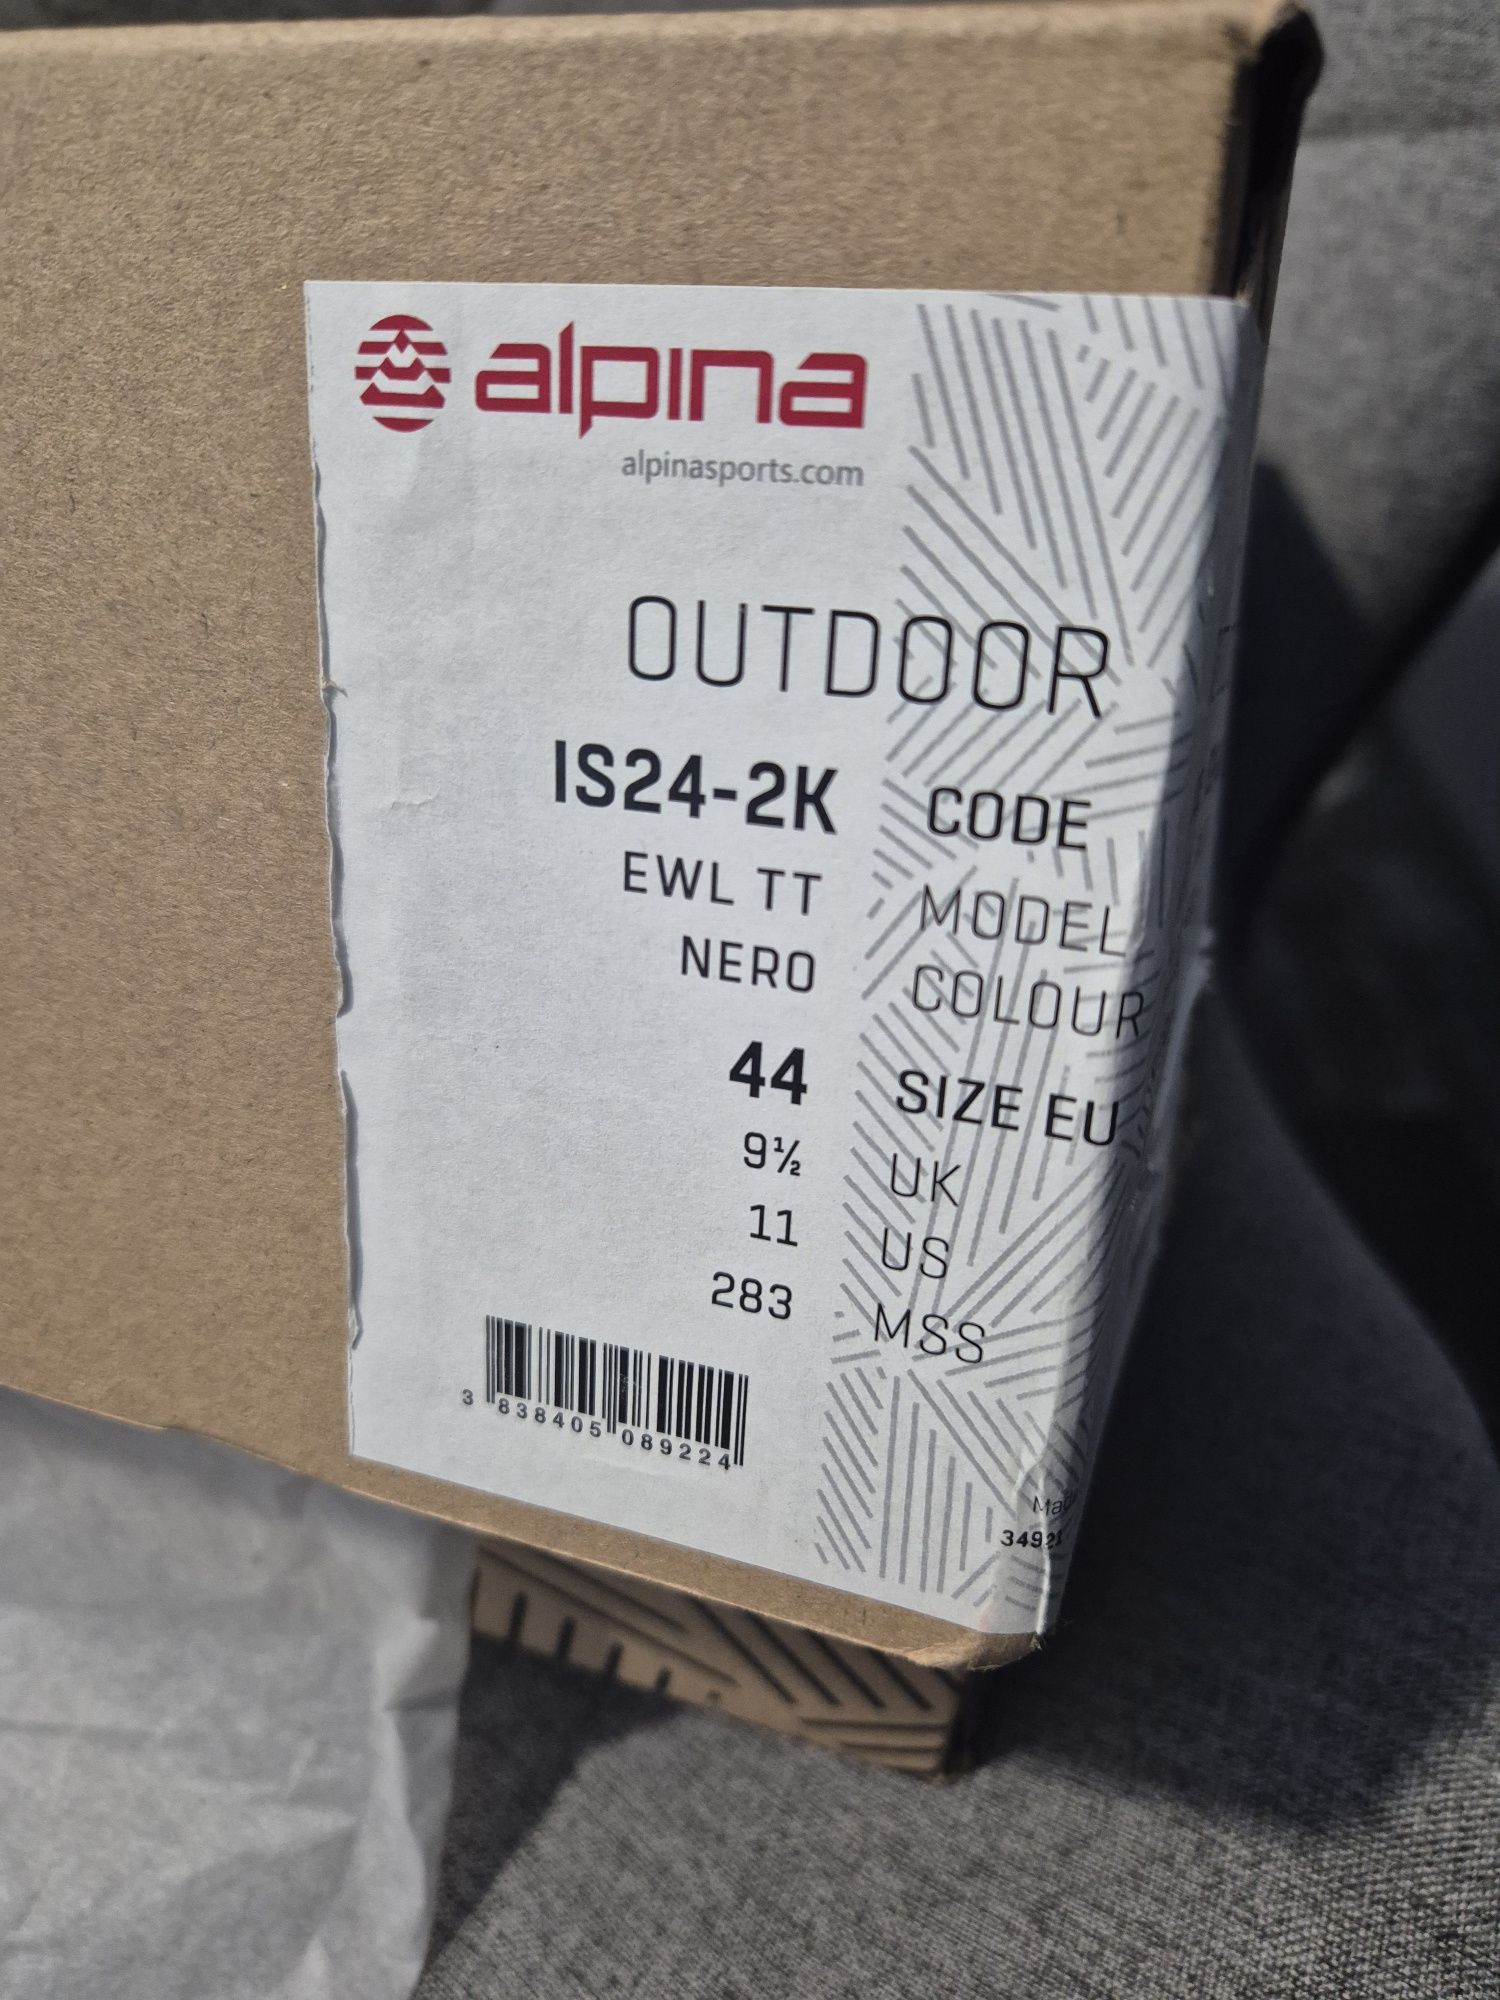 alpina
alpinasports.com
OUTDOOR
IS24-2K CODE
EWL TT MODEL
NERO COLOUR
44 SIZE EU
9½ UK
11 US
283 MSS
3 838405 089224